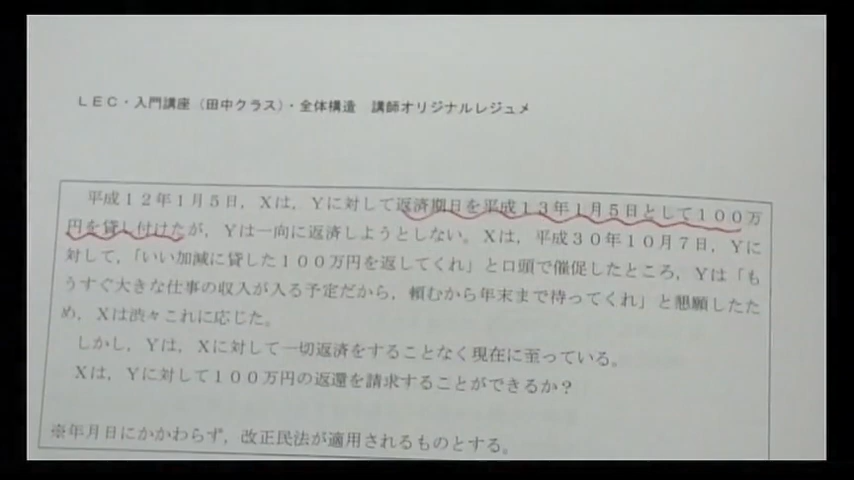 LEC・入門講座（田中クラス）・全体構造　講師オリジナルレジュメ
平成１２年１月５日，Ｘは，Ｙに対して返済期日を平成１３年１月５日として１００万
円を貸し付けたが，Ｙは一向に返済しようとしない。Ｘは，平成３０年１０月７日，Ｙに
対して，「いい加減に貸した１００万円を返してくれ」と口頭で催促したところ，Ｙは「も
うすぐ大きな仕事の収入が入る予定だから，頼むから年末まで待ってくれ」と懇願したた
め，Ｘは渋々これに応じた。
しかし，Ｙは，Ｘに対して一切返済をすることなく現在に至っている。
Ｘは，Ｙに対して１００万円の返還を請求することができるか？
※年月日にかかわらず，改正民法が適用されるものとする。